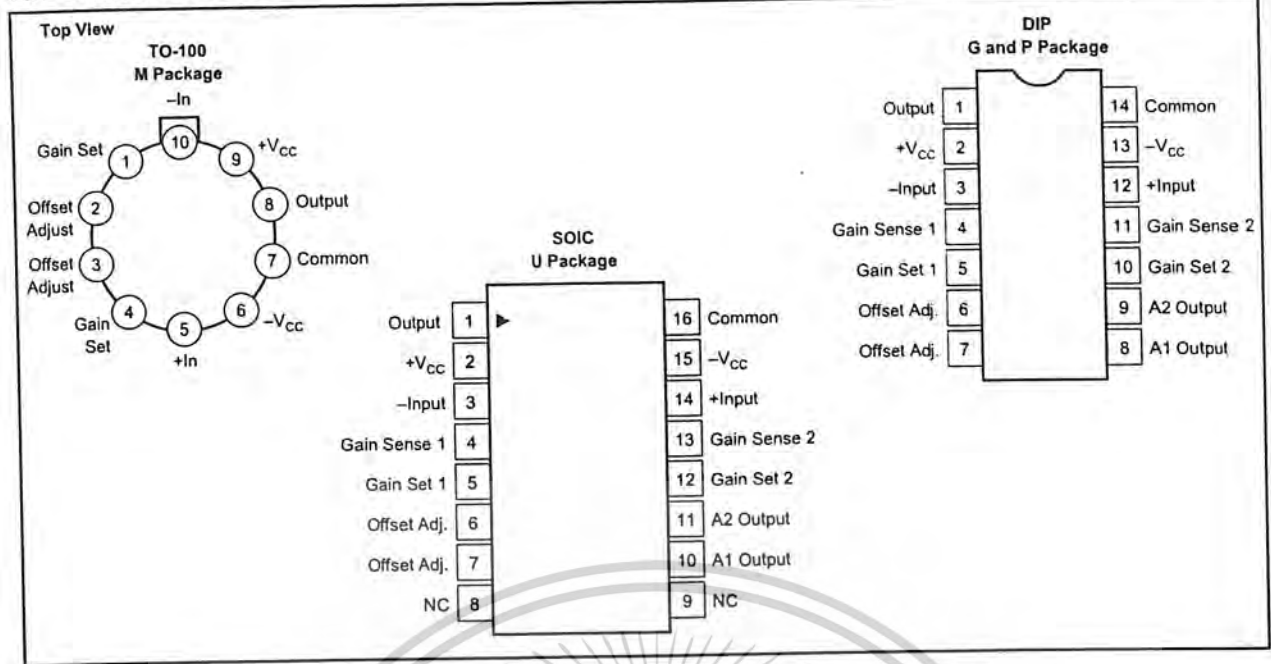 Top View
TO-100
M Package
–In
10
Gain Set
1
9
+VCC
Offset
Adjust
2
8
Output
Offset
Adjust
3
7
Common
Gain
Set
4
5
+In
6
–VCC
SOIC
U Package
Output 1
16 Common
+VCC 2
15 –VCC
–Input 3
14 +Input
Gain Sense 1 4
13 Gain Sense 2
Gain Set 1 5
12 Gain Set 2
Offset Adj. 6
11 A2 Output
Offset Adj. 7
10 A1 Output
NC 8
9 NC
DIP
G and P Package
Output 1
14 Common
+VCC 2
13 –VCC
–Input 3
12 +Input
Gain Sense 1 4
11 Gain Sense 2
Gain Set 1 5
10 Gain Set 2
Offset Adj. 6
9 A2 Output
Offset Adj. 7
8 A1 Output